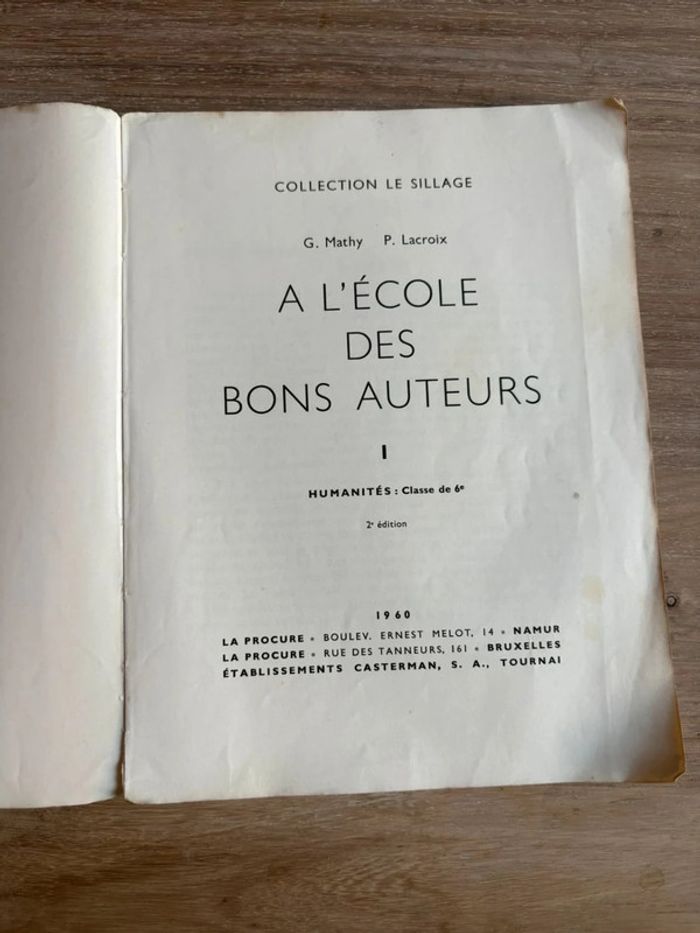 COLLECTION LE SILLAGE
G. Mathy P. Lacroix
A L'ÉCOLE
DES
BONS AUTEURS
I
HUMANITÉS : Classe de 6e
2e édition
1960
LA PROCURE • BOULEV. ERNEST MELOT, 14 • NAMUR
LA PROCURE • RUE DES TANNEURS, 161 • BRUXELLES
ÉTABLISSEMENTS CASTERMAN, S. A., TOURNAI